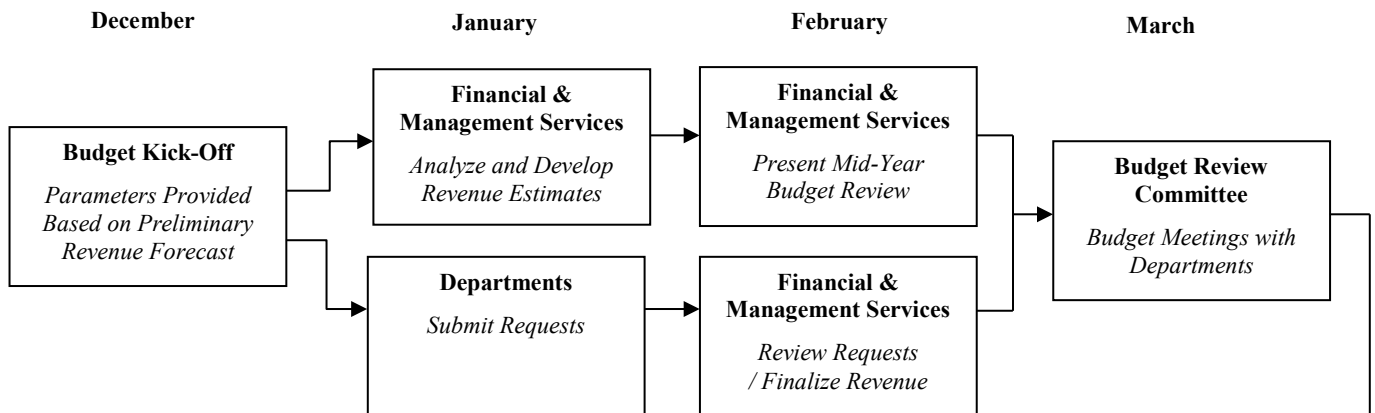 December
January
February
March
Budget Kick-Off
Parameters Provided
Based on Preliminary
Revenue Forecast
Financial &
Management Services
Analyze and Develop
Revenue Estimates
Departments
Submit Requests
Financial &
Management Services
Present Mid-Year
Budget Review
Financial &
Management Services
Review Requests
/ Finalize Revenue
Budget Review
Committee
Budget Meetings with
Departments